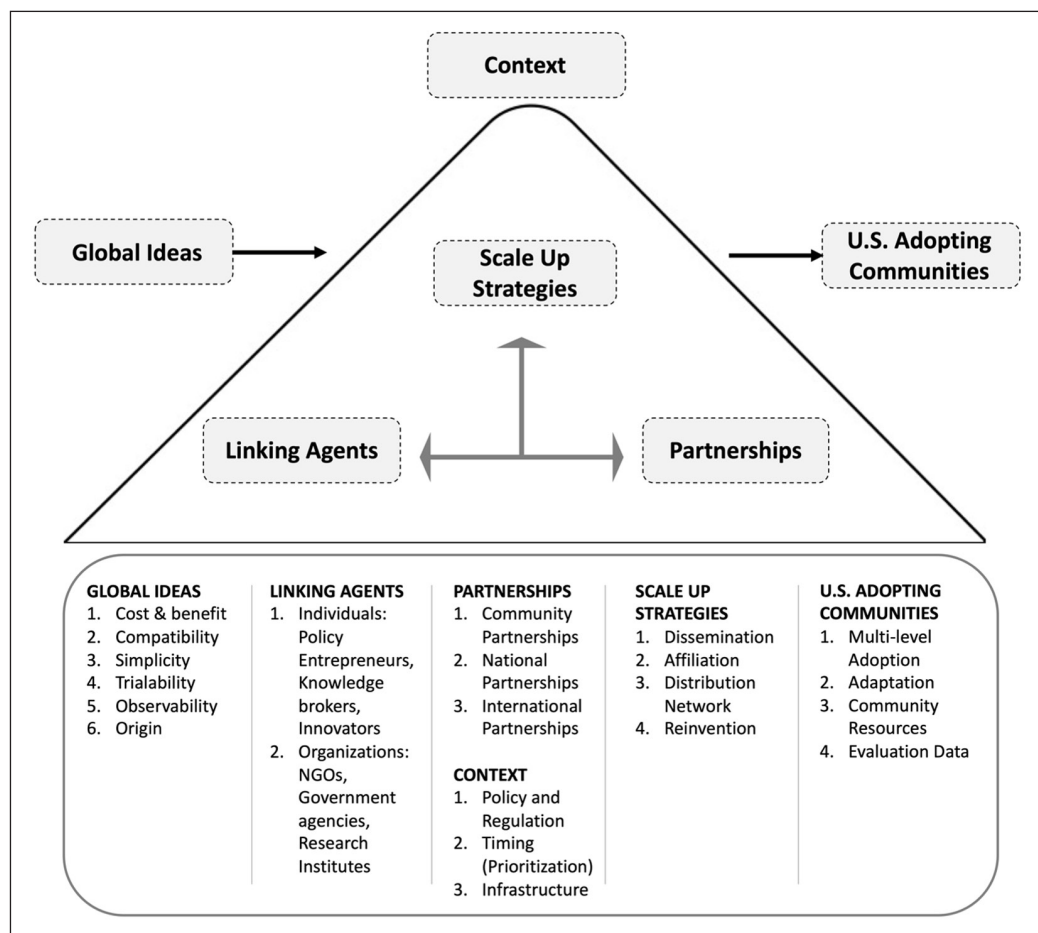 Context
Global Ideas
Scale Up
Strategies
U.S. Adopting
Communities
Linking Agents
Partnerships
GLOBAL IDEAS
1. Cost & benefit
2. Compatibility
3. Simplicity
4. Trialability
5. Observability
6. Origin
LINKING AGENTS
1. Individuals:
Policy
Entrepreneurs,
Knowledge
brokers,
Innovators
2. Organizations:
NGOs,
Government
agencies,
Research
Institutes
PARTNERSHIPS
1. Community
Partnerships
2. National
Partnerships
3. International
Partnerships
CONTEXT
1. Policy and
Regulation
2. Timing
(Prioritization)
3. Infrastructure
SCALE UP
STRATEGIES
1. Dissemination
2. Affiliation
3. Distribution
Network
4. Reinvention
U.S. ADOPTING
COMMUNITIES
1. Multi-level
Adoption
2. Adaptation
3. Community
Resources
4. Evaluation Data